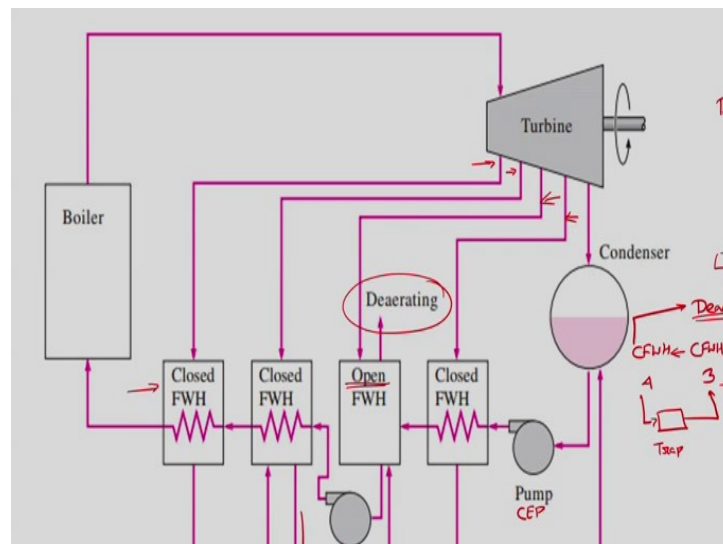 Turbine
Boiler
Condenser
Deaerating
CFWH ← CFWH
Closed
FWH
Closed
FWH
Open
FWH
Closed
FWH
4
3
Trap
Pump
CEP